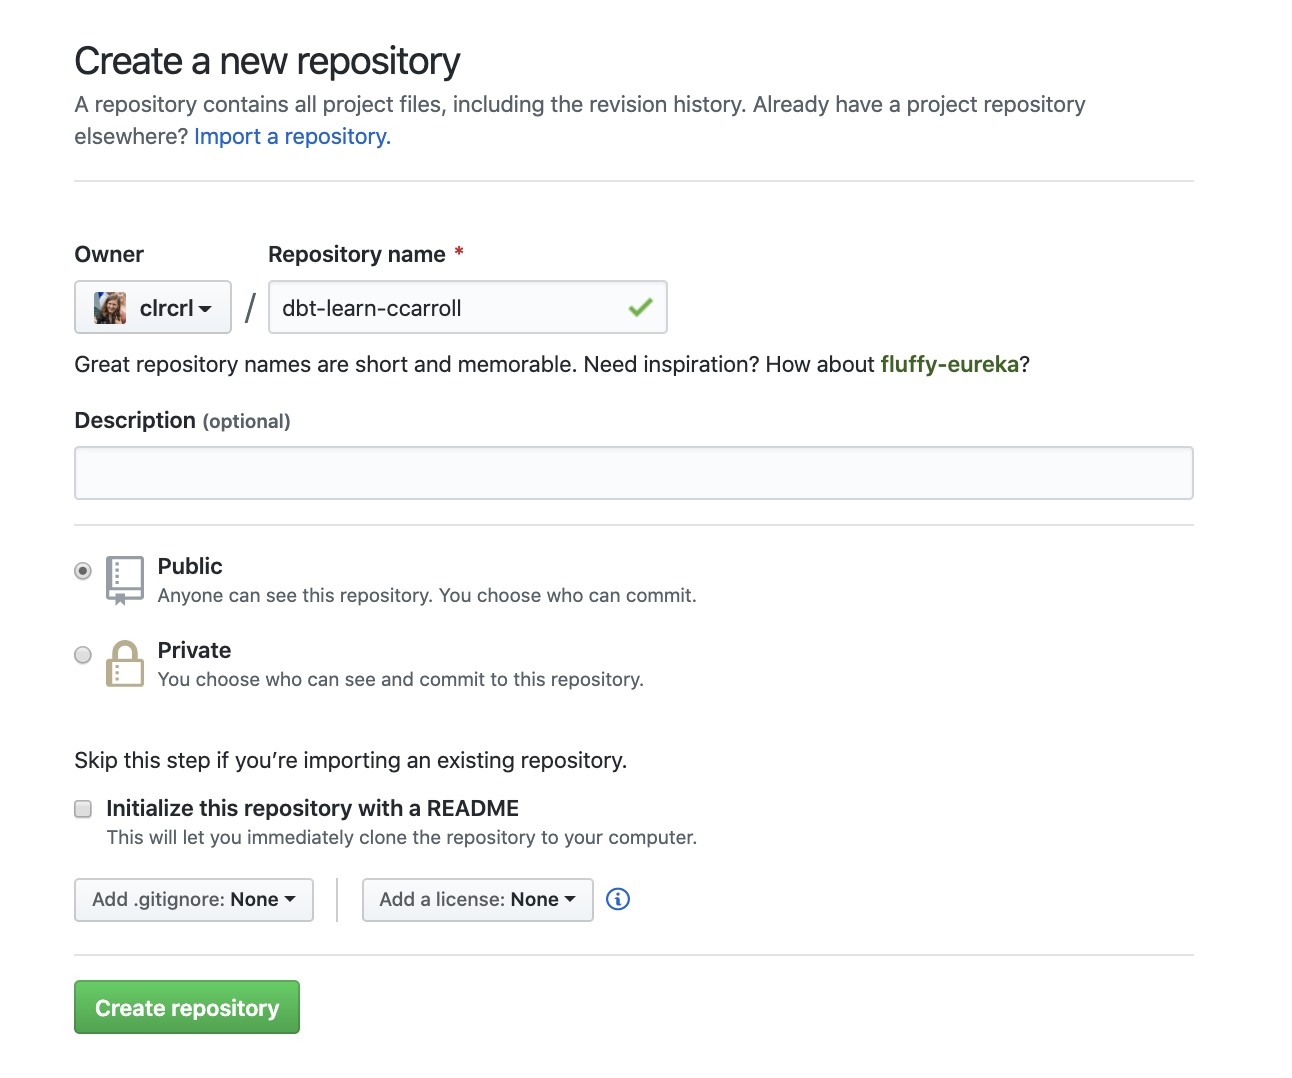 Create a new repository
A repository contains all project files, including the revision history. Already have a project repository
elsewhere? Import a repository.
Owner
Repository name *
clrcrl / dbt-learn-ccarroll
Great repository names are short and memorable. Need inspiration? How about fluffy-eureka?
Description (optional)
Public
Anyone can see this repository. You choose who can commit.
Private
You choose who can see and commit to this repository.
Skip this step if you’re importing an existing repository.
Initialize this repository with a README
This will let you immediately clone the repository to your computer.
Add .gitignore: None
Add a license: None
Create repository